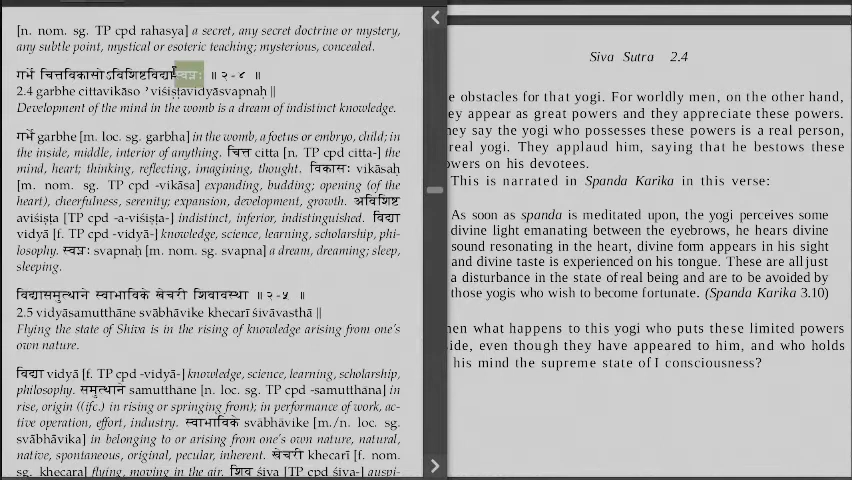 [n. nom. sg. TP cpd rahasya] a secret, any secret doctrine or mystery,
any subtle point, mystical or esoteric teaching; mysterious, concealed.
गर्भे चित्तविकासोऽविशिष्टविद्यास्वप्नः ॥ २-४ ॥
2.4 garbhe cittavikāso 'viśiṣṭavidyāsvapnaḥ ||
Development of the mind in the womb is a dream of indistinct knowledge.
गर्भे garbhe [m. loc. sg. garbha] in the womb, a foetus or embryo, child; in
the inside, middle, interior of anything. चित्त citta [n. TP cpd citta-] the
mind, heart; thinking, reflecting, imagining, thought. विकासः vikāsaḥ
[m. nom. sg. TP cpd -vikāsa] expanding, budding; opening (of the
heart), cheerfulness, serenity; expansion, development, growth. अविशिष्ट
aviśiṣṭa [TP cpd -a-viśiṣṭa-] indistinct, inferior, indistinguished. विद्या
vidyā [f. TP cpd -vidyā-] knowledge, science, learning, scholarship, phi-
losophy. स्वप्नः svapnaḥ [m. nom. sg. svapna] a dream, dreaming; sleep,
sleeping.
विद्यासमुत्थाने स्वाभाविके खेचरी शिवावस्था ॥ २-५ ॥
2.5 vidyāsamutthāne svābhāvike khecarī śivāvasthā ||
Flying the state of Shiva is in the rising of knowledge arising from one's
own nature.
विद्या vidyā [f. TP cpd -vidyā-] knowledge, science, learning, scholarship,
philosophy. समुत्थाने samutthāne [n. loc. sg. TP cpd -samutthāna] in
rise, origin ((ifc.) in rising or springing from); in performance of work, ac-
tive operation, effort, industry. स्वाभाविके svābhāvike [m./n. loc. sg.
svābhāvika] in belonging to or arising from one's own nature, natural,
native, spontaneous, original, pecular, inherent. खेचरी khecarī [f. nom.
sg. khecara] flying, moving in the air. शिव śiva [TP cpd śiva-] auspi-
Siva Sutra 2.4
e obstacles for that yogi. For worldly men, on the other hand,
ey appear as great powers and they appreciate these powers.
hey say the yogi who possesses these powers is a real person,
real yogi. They applaud him, saying that he bestows these
owers on his devotees.
This is narrated in Spanda Karika in this verse:
As soon as spanda is meditated upon, the yogi perceives some
divine light emanating between the eyebrows, he hears divine
sound resonating in the heart, divine form appears in his sight
and divine taste is experienced on his tongue. These are all just
a disturbance in the state of real being and are to be avoided by
those yogis who wish to become fortunate. (Spanda Karika 3.10)
hen what happens to this yogi who puts these limited powers
ide, even though they have appeared to him, and who holds
his mind the supreme state of I consciousness?